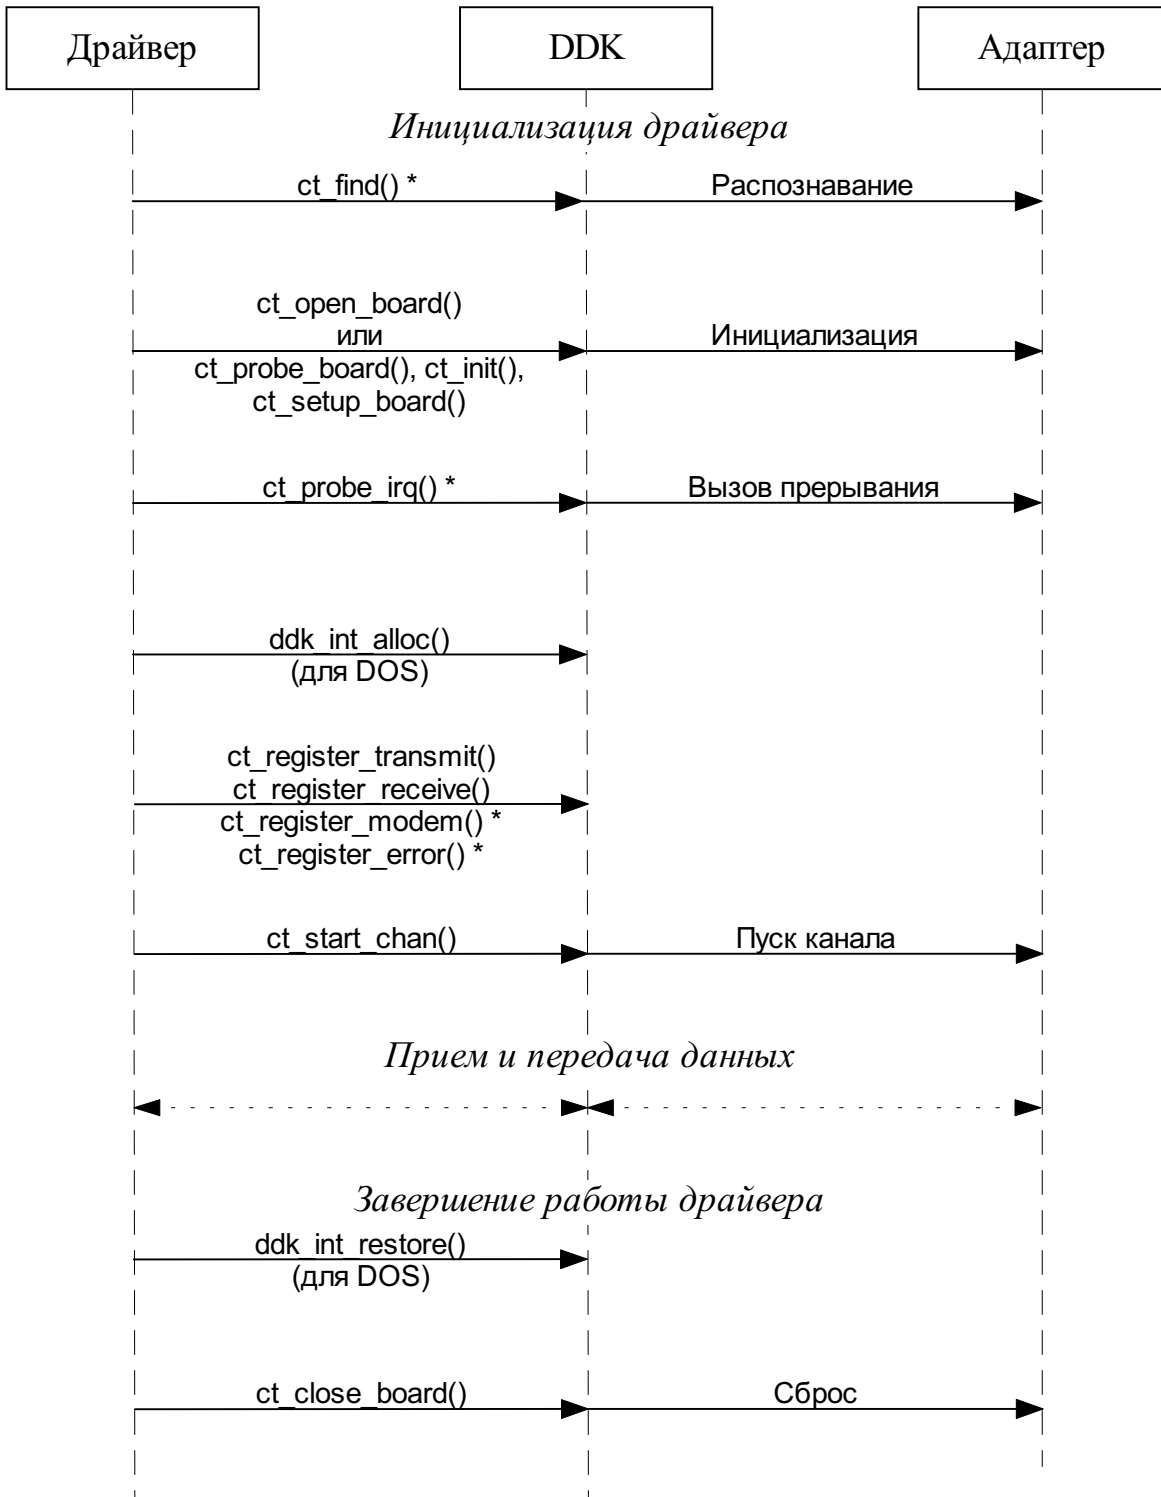 Драйвер
DDK
Адаптер
Инициализация драйвера
ct_find() *
Распознавание
ct_open_board()
или
ct_probe_board(), ct_init(),
ct_setup_board()
Инициализация
ct_probe_irq() *
Вызов прерывания
ddk_int_alloc()
(для DOS)
ct_register_transmit()
ct_register_receive()
ct_register_modem() *
ct_register_error() *
ct_start_chan()
Пуск канала
Прием и передача данных
Завершение работы драйвера
ddk_int_restore()
(для DOS)
ct_close_board()
Сброс